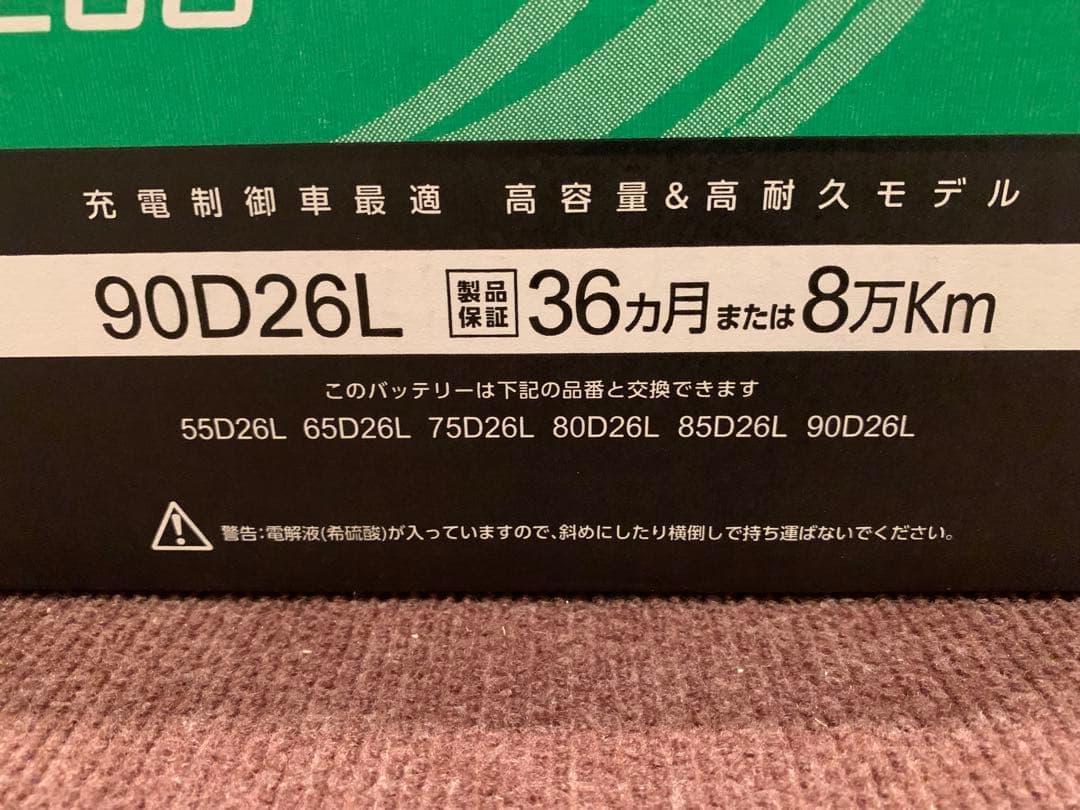 充電制御車最適 高容量&高耐久モデル
90D26L 製品保証 36カ月または8万Km
このバッテリーは下記の品番と交換できます
55D26L 65D26L 75D26L 80D26L 85D26L 90D26L
警告:電解液(希硫酸)が入っていますので、斜めにしたり横倒しで持ち運ばないでください。